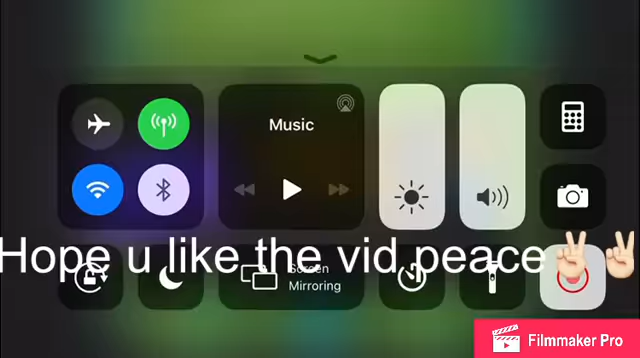 Music
Hope u like the vid peace✌🏻✌🏻
Screen
Mirroring
Filmmaker Pro